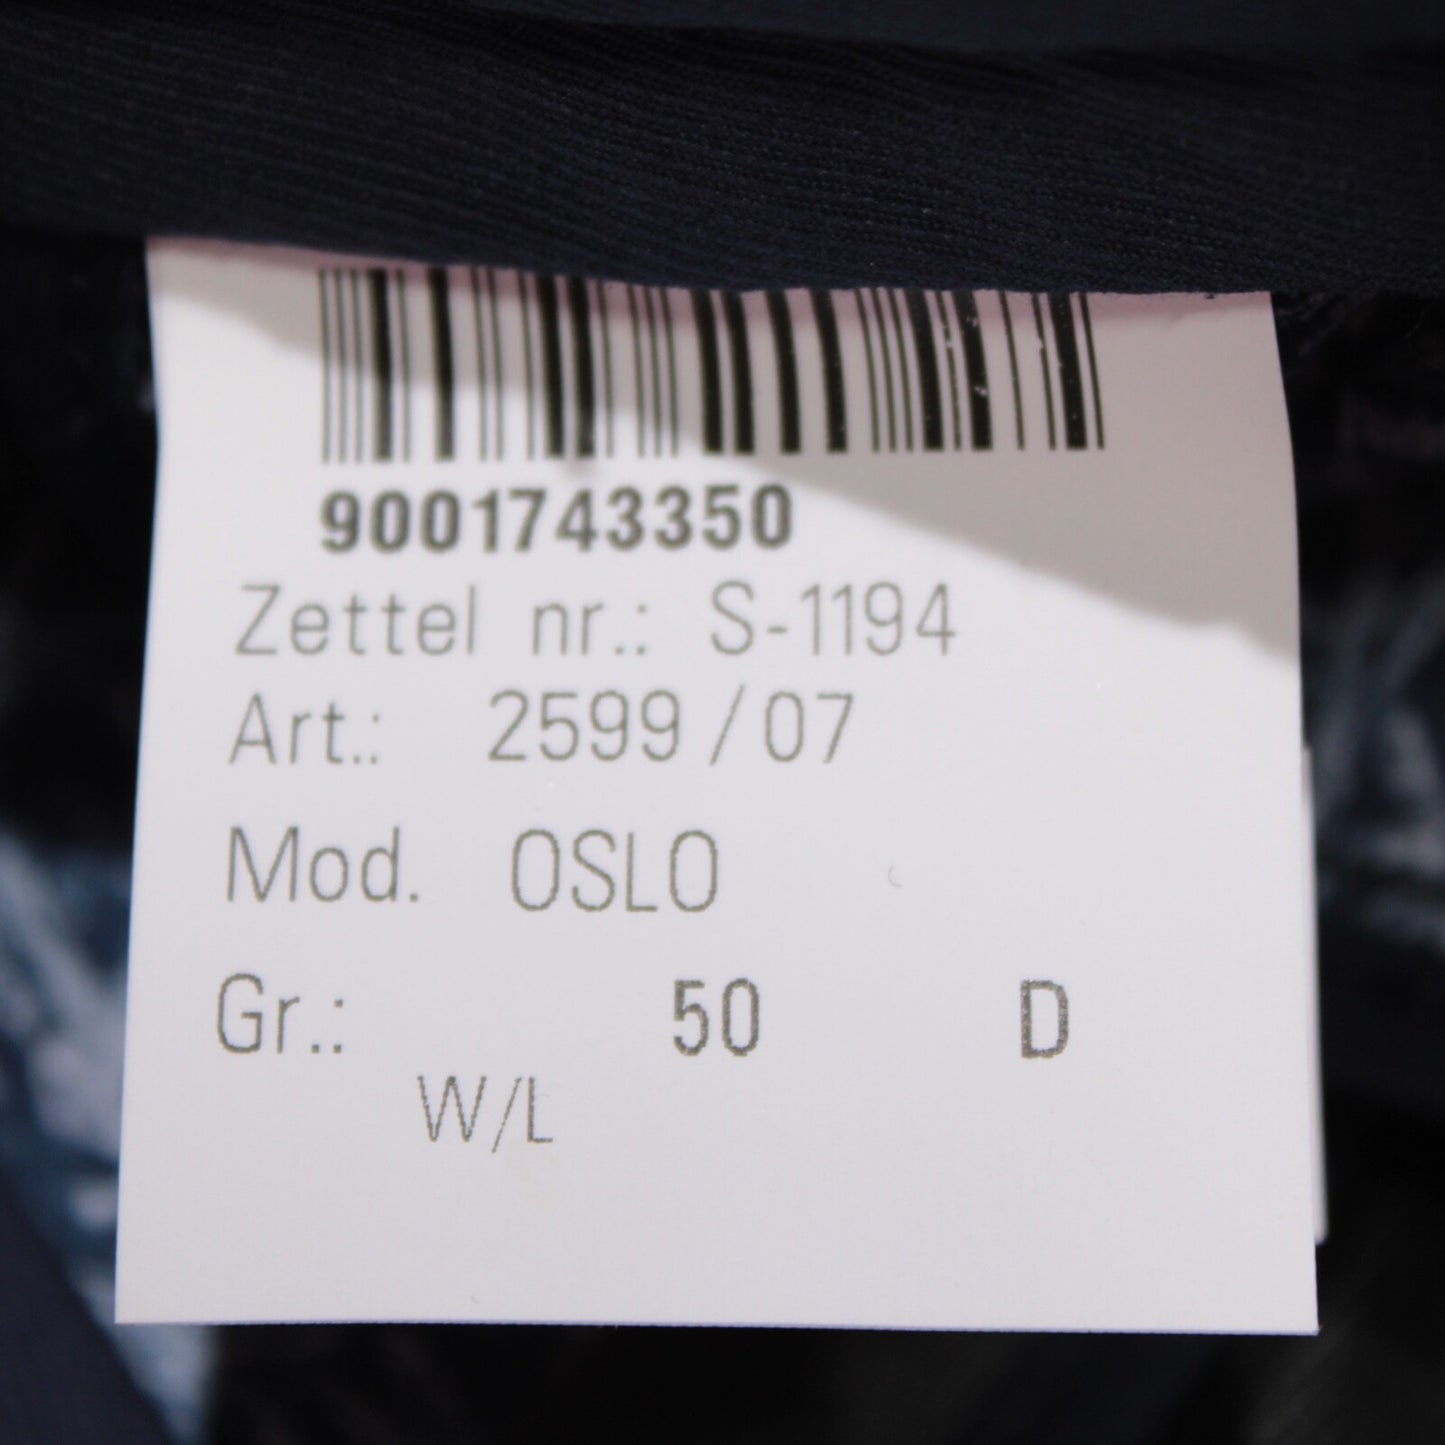 9001743350
Zettel nr.: S-1194
Art.: 2599 / 07
Mod. OSLO
Gr.: 50 D
W/L